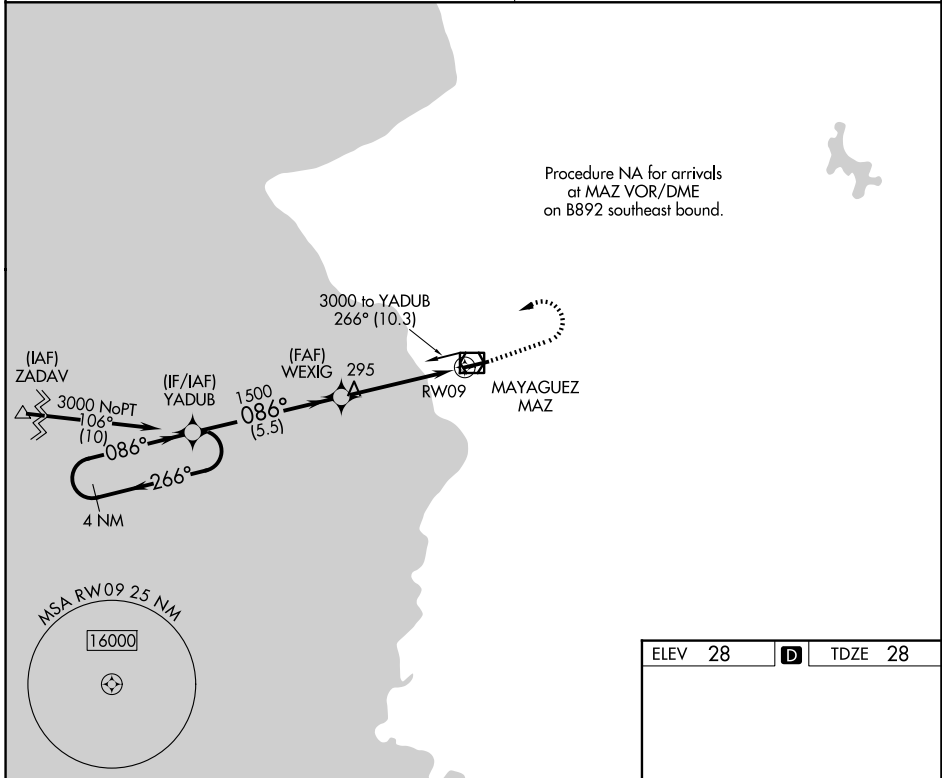 Procedure NA for arrivals
at MAZ VOR/DME
on B892 southeast bound.
3000 to YADUB
266° (10.3)
(IAF)
ZADAV
(IF/IAF)
YADUB
(FAF)
WEXIG
295
3000 NoPT
106°
(10)
1500
086°
(5.5)
RW09
MAYAGUEZ
MAZ
086°
266°
4 NM
MSA RW09 25 NM
16000
ELEV 28
D
TDZE 28